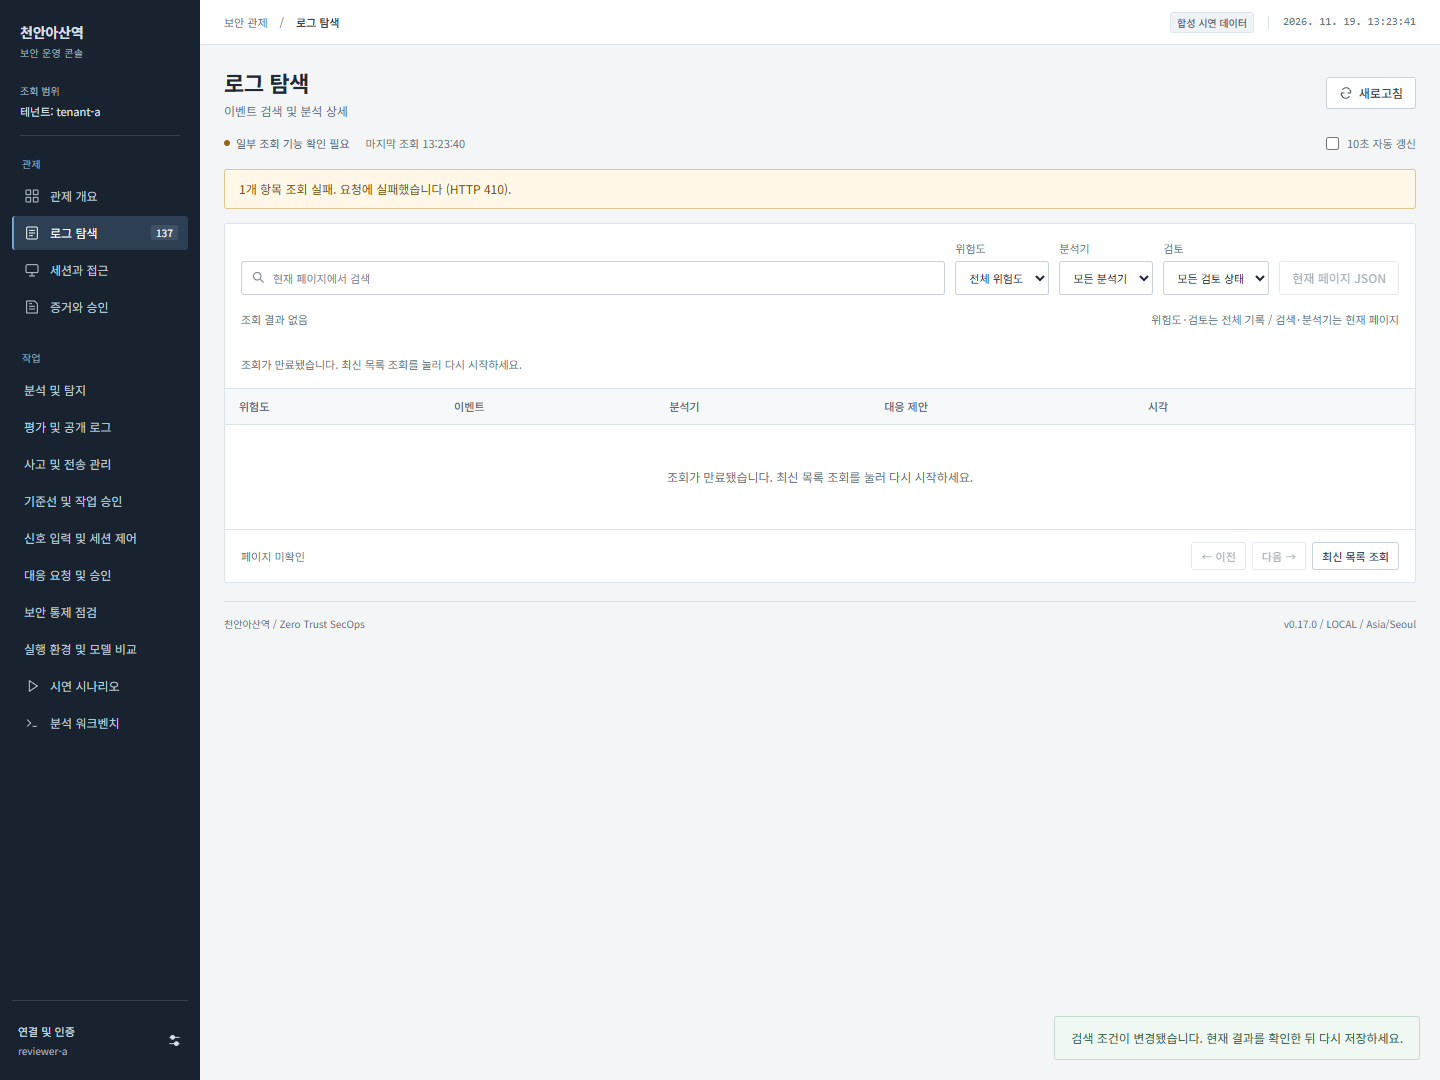 천안아산역
보안 운영 콘솔
조회 범위
테넌트: tenant-a
관제
관제 개요
로그 탐색 137
세션과 접근
증거와 승인
작업
분석 및 탐지
평가 및 공개 로그
사고 및 전송 관리
기준선 및 작업 승인
신호 입력 및 세션 제어
대응 요청 및 승인
보안 통제 점검
실행 환경 및 모델 비교
시연 시나리오
분석 워크벤치
연결 및 인증
reviewer-a
보안 관제 / 로그 탐색
합성 시연 데이터 2026. 11. 19. 13:23:41
로그 탐색
이벤트 검색 및 분석 상세
새로고침
일부 조회 기능 확인 필요 마지막 조회 13:23:40
10초 자동 갱신
1개 항목 조회 실패. 요청에 실패했습니다 (HTTP 410).
위험도 분석기 검토
현재 페이지에서 검색 전체 위험도 모든 분석기 모든 검토 상태 현재 페이지 JSON
조회 결과 없음 위험도·검토는 전체 기록 / 검색·분석기는 현재 페이지
조회가 만료됐습니다. 최신 목록 조회를 눌러 다시 시작하세요.
위험도 이벤트 분석기 대응 제안 시각
조회가 만료됐습니다. 최신 목록 조회를 눌러 다시 시작하세요.
페이지 미확인 ← 이전 다음 → 최신 목록 조회
천안아산역 / Zero Trust SecOps v0.17.0 / LOCAL / Asia/Seoul
검색 조건이 변경됐습니다. 현재 결과를 확인한 뒤 다시 저장하세요.